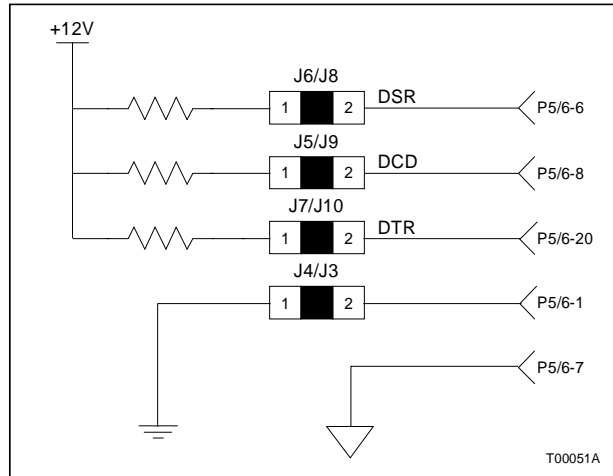 +12V
J6/J8
1 2 DSR P5/6-6
J5/J9
1 2 DCD P5/6-8
J7/J10
1 2 DTR P5/6-20
J4/J3
1 2 P5/6-1
P5/6-7
T00051A